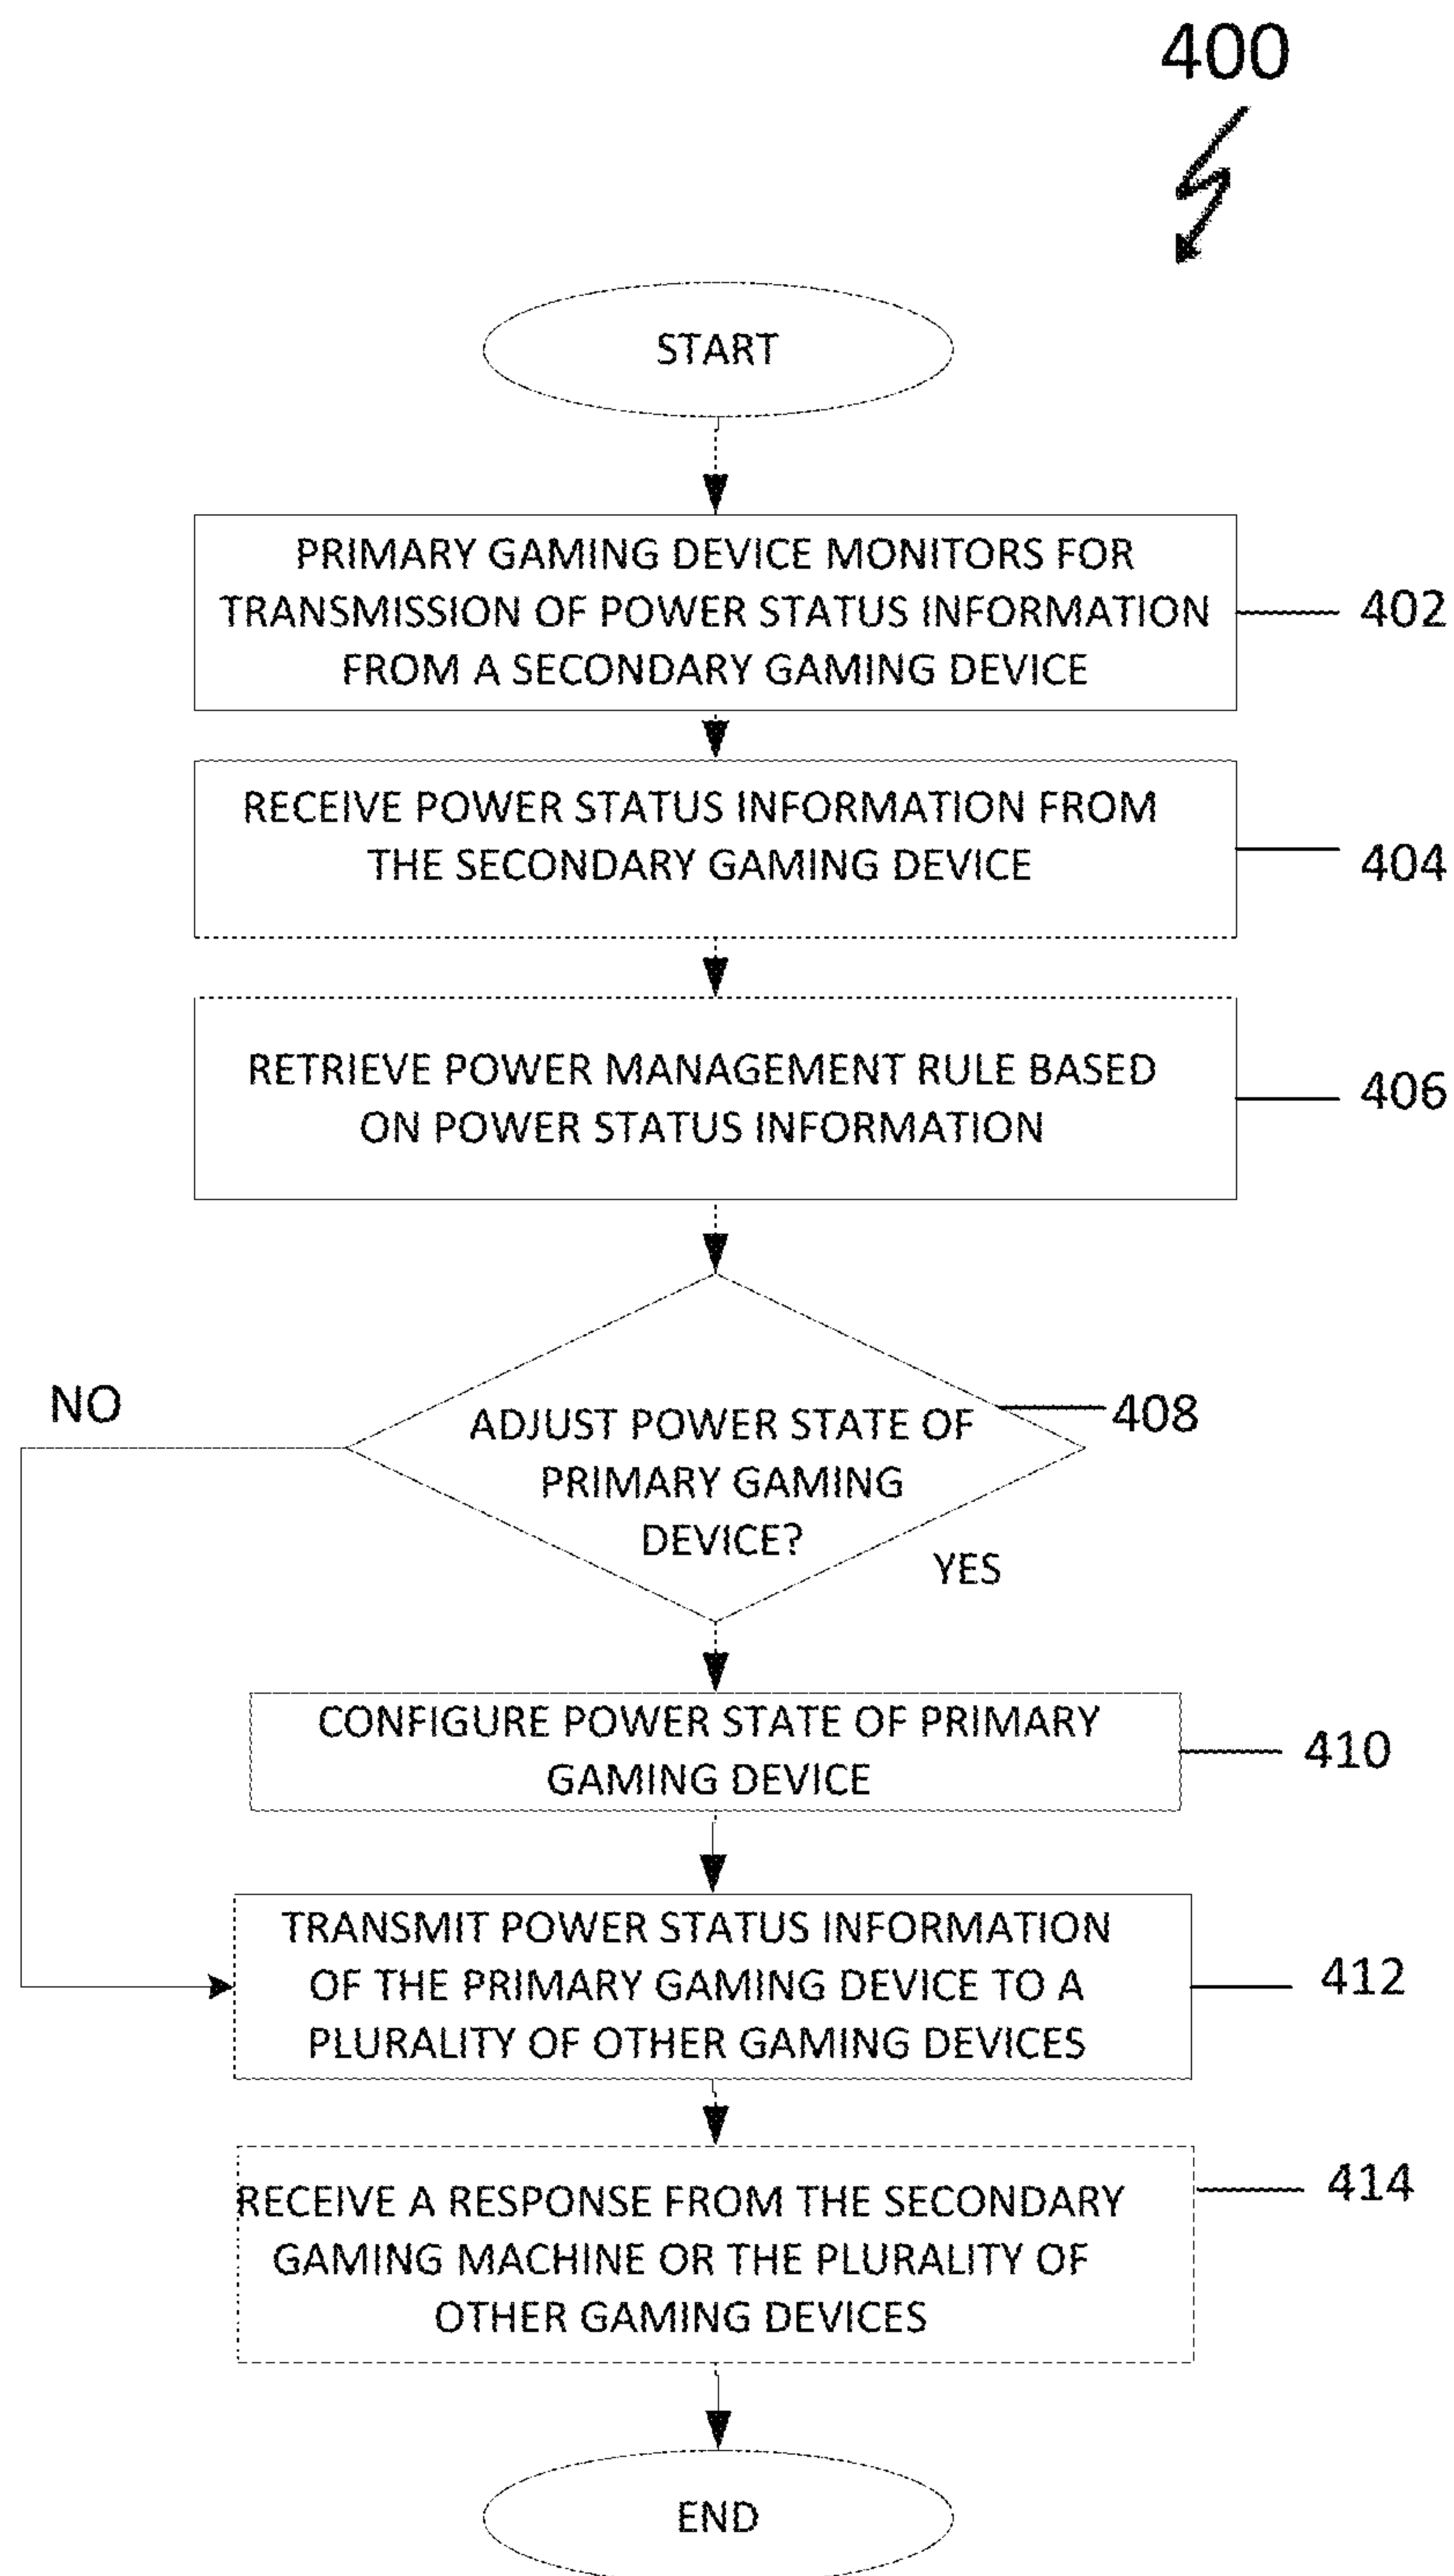 400
START
PRIMARY GAMING DEVICE MONITORS FOR
TRANSMISSION OF POWER STATUS INFORMATION
FROM A SECONDARY GAMING DEVICE
402
RECEIVE POWER STATUS INFORMATION FROM
THE SECONDARY GAMING DEVICE
404
RETRIEVE POWER MANAGEMENT RULE BASED
ON POWER STATUS INFORMATION
406
NO
ADJUST POWER STATE OF
PRIMARY GAMING
DEVICE?
408
YES
CONFIGURE POWER STATE OF PRIMARY
GAMING DEVICE
410
TRANSMIT POWER STATUS INFORMATION
OF THE PRIMARY GAMING DEVICE TO A
PLURALITY OF OTHER GAMING DEVICES
412
RECEIVE A RESPONSE FROM THE SECONDARY
GAMING MACHINE OR THE PLURALITY OF
OTHER GAMING DEVICES
414
END